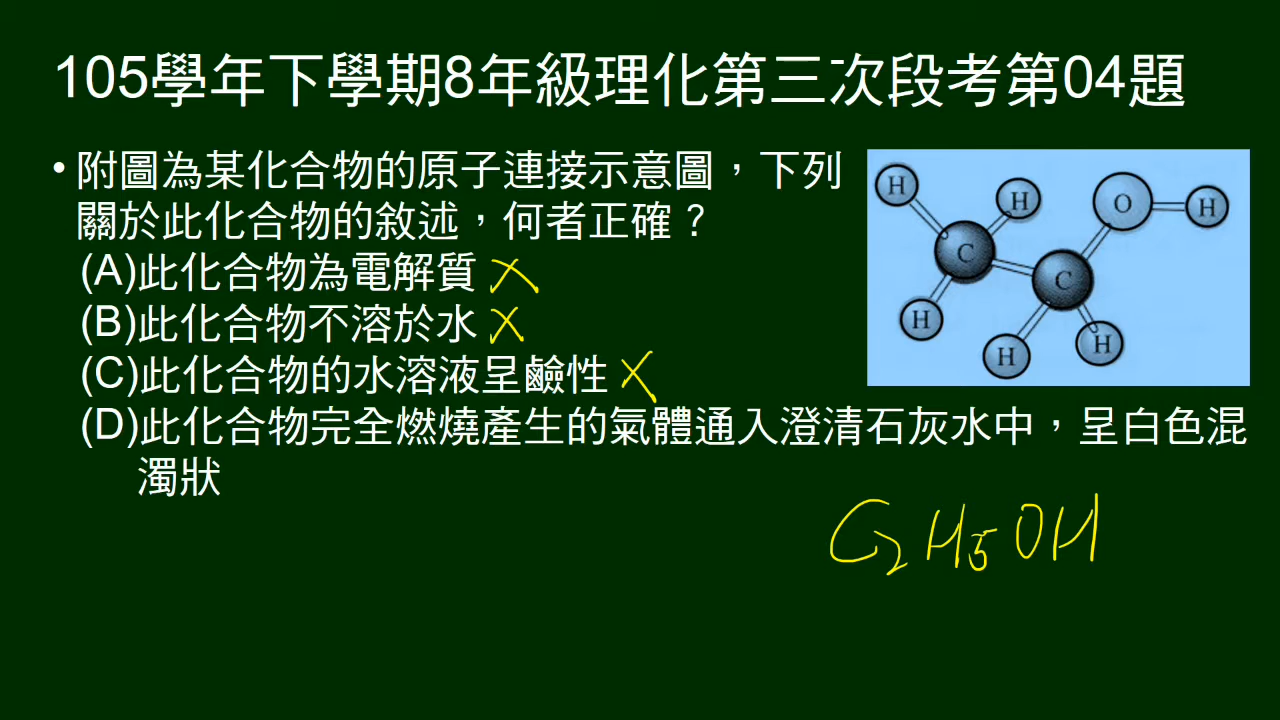 105學年下學期8年級理化第三次段考第04題
• 附圖為某化合物的原子連接示意圖，下列
關於此化合物的敘述，何者正確？
(A)此化合物為電解質 X
(B)此化合物不溶於水 X
(C)此化合物的水溶液呈鹼性 X
(D)此化合物完全燃燒產生的氣體通入澄清石灰水中，呈白色混
濁狀
H H O H
C C
H H H
C2H5OH